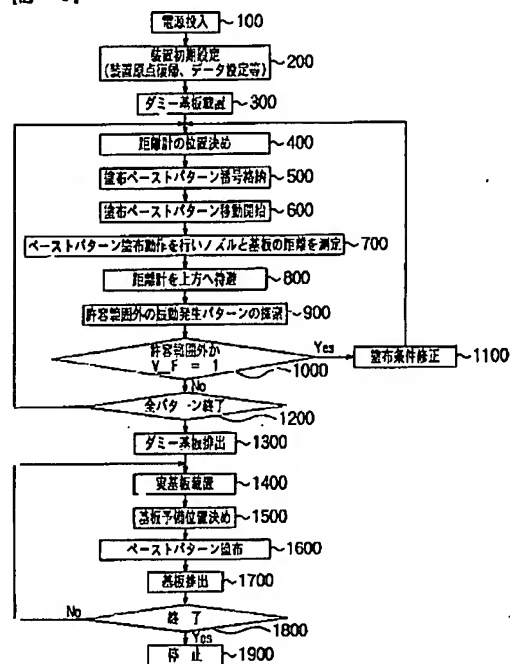 電源投入 100
装置初期設定
(装置原点復帰、データ設定等) 200
ダミー基板載置 300
距離計の位置決め 400
塗布ペーストパターン番号格納 500
塗布ペーストパターン移動開始 600
ペーストパターン塗布動作を行いノズルと基板の距離を測定 700
距離計を上方へ待避 800
許容範囲外の振動発生パターンの探索 900
許容範囲外か
V_F = 1
Yes
1000
塗布条件修正 1100
No
全パターン終了
1200
ダミー基板排出 1300
実基板載置 1400
基板予備位置決め 1500
ペーストパターン塗布 1600
基板排出 1700
No
終了
1800
Yes
停止 1900